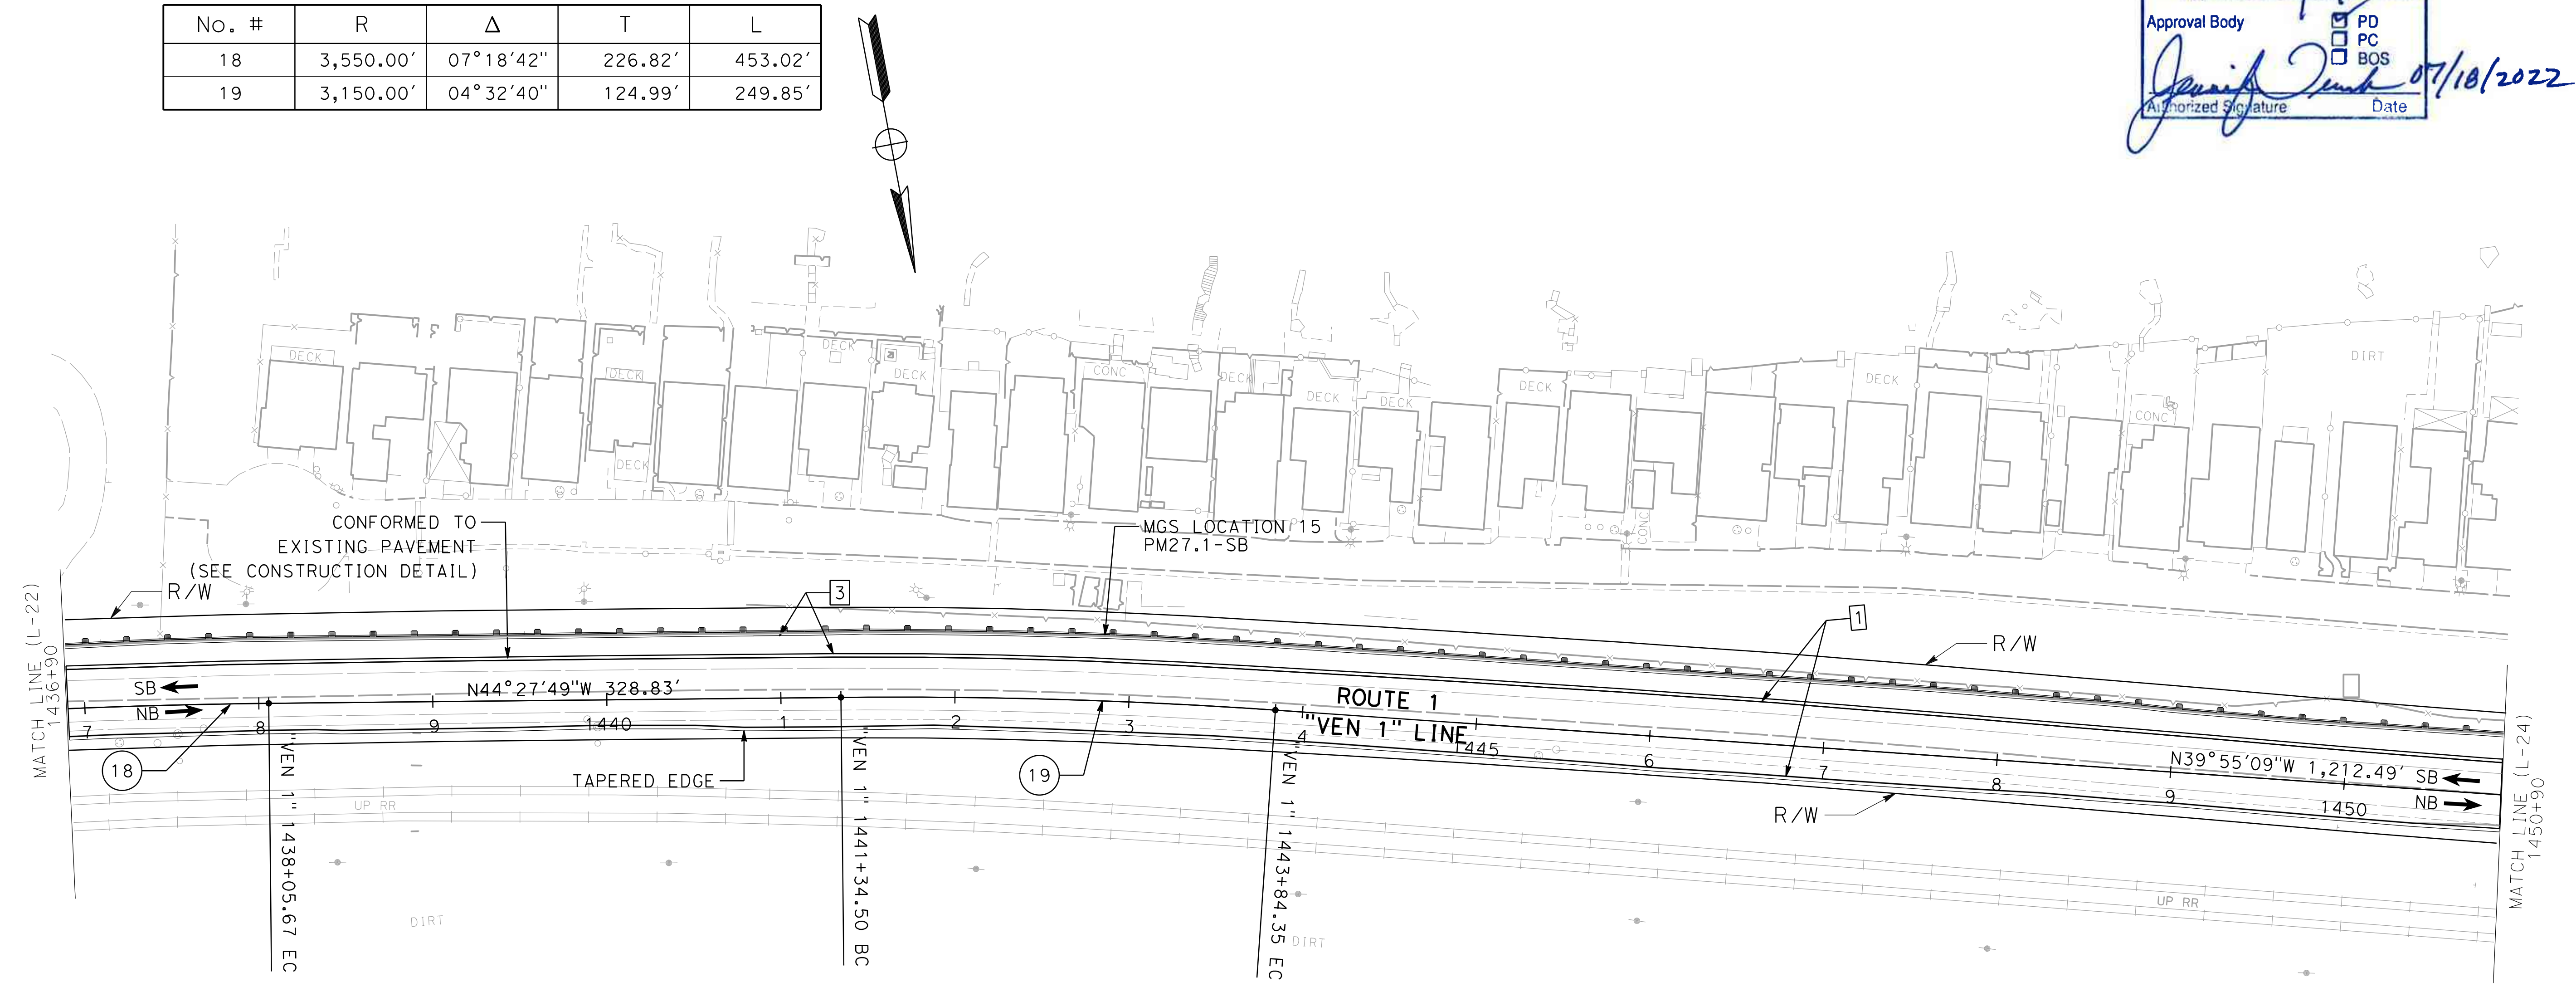 No. # R Δ T L
18 3,550.00' 07°18'42" 226.82' 453.02'
19 3,150.00' 04°32'40" 124.99' 249.85'
Approval Body
PD
PC
BOS
07/18/2022
Authorized Signature Date
DECK
DECK
DECK
DECK
DECK
CONC
DECK
DECK
DECK
DECK
DECK
CONC
CONC
DIRT
CONFORMED TO
EXISTING PAVEMENT
(SEE CONSTRUCTION DETAIL)
MGS LOCATION 15
PM27.1-SB
R/W
3
1
R/W
MATCH LINE (L-22)
1436+90
SB
NB
N44°27'49"W 328.83'
ROUTE 1
"VEN 1" LINE
7
8
9
1440
1
2
3
4
1445
6
7
8
9
1450
N39°55'09"W 1,212.49'
SB
NB
18
TAPERED EDGE
19
R/W
UP RR
UP RR
"VEN 1" 1438+05.67 EC
"VEN 1" 1441+34.50 BC
"VEN 1" 1443+84.35 EC
DIRT
DIRT
MATCH LINE (L-24)
1450+90